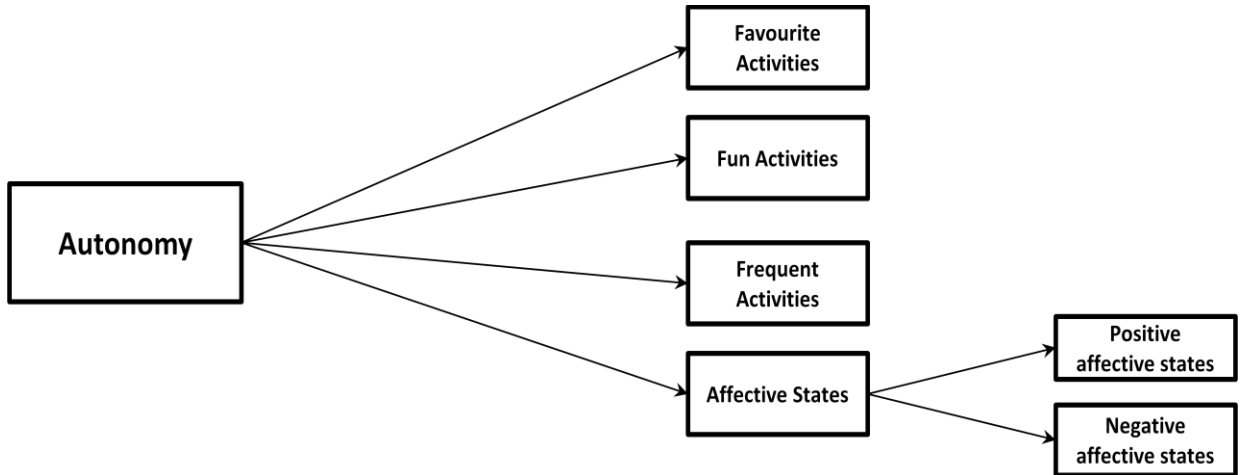 Favourite
Activities
Fun Activities
Autonomy
Frequent
Activities
Affective States
Positive
affective states
Negative
affective states